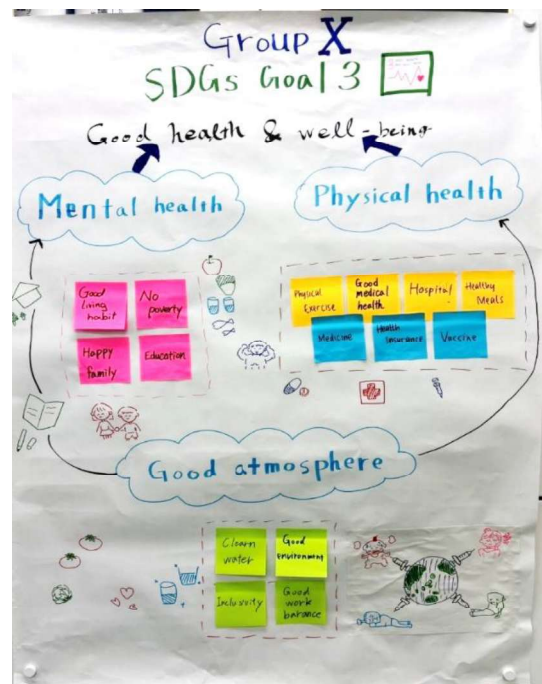 Group X
SDGs Goal 3
Good health & well-being
Mental health
Physical health
Good
living
habit
No
poverty
Happy
family
Education
Physical
Exercise
Good
medical
health
Hospital
Healthy
Meals
Medicine
Health
Insurance
Vaccine
Good atmosphere
Clearn
water
Good
environment
Inclusivity
Good
work
barance